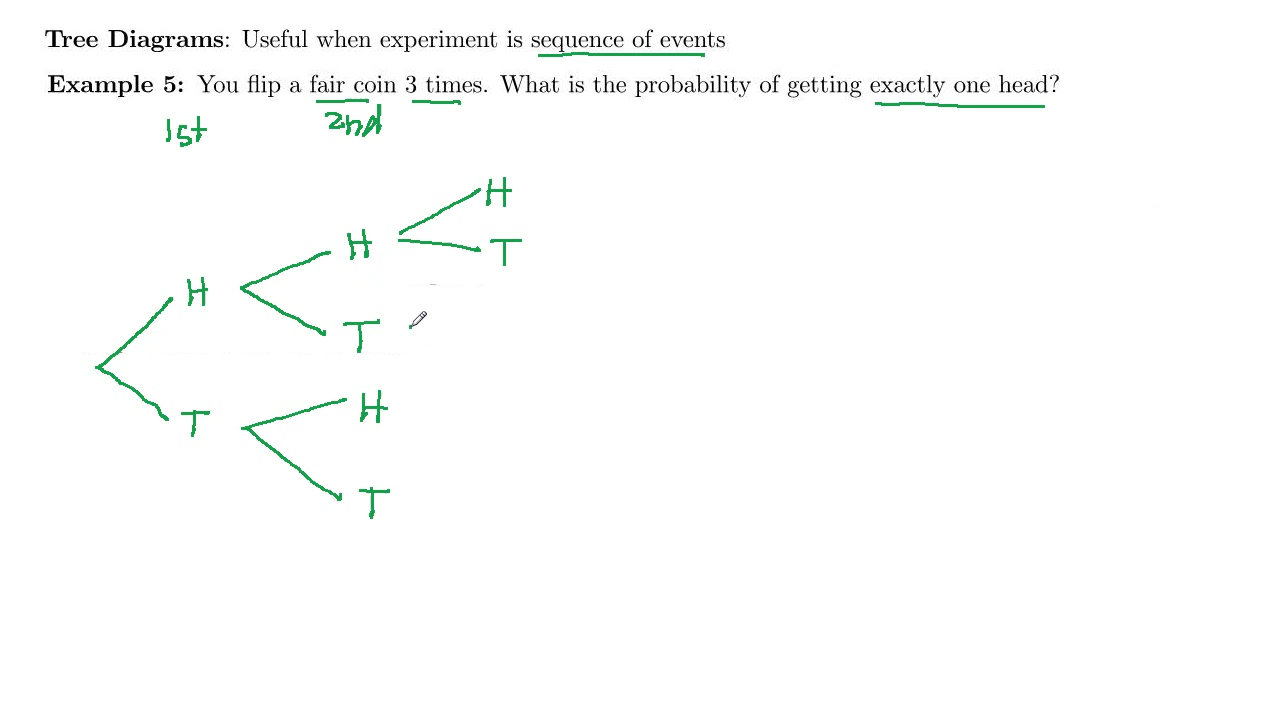 Tree Diagrams: Useful when experiment is sequence of events
Example 5: You flip a fair coin 3 times. What is the probability of getting exactly one head?
1st 2nd
H
H
T
H
H
T
T
H
T